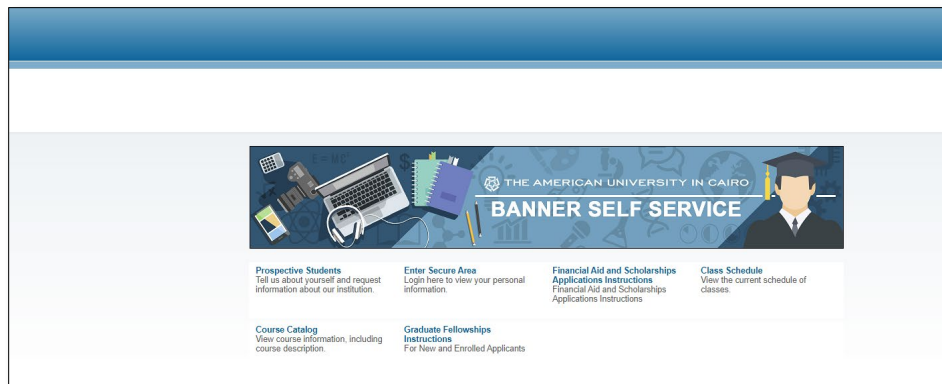 E=MC²
$
THE AMERICAN UNIVERSITY IN CAIRO
BANNER SELF SERVICE
Prospective Students
Tell us about yourself and request
information about our institution.
Enter Secure Area
Login here to view your personal
information.
Financial Aid and Scholarships
Applications Instructions
Financial Aid and Scholarships
Applications Instructions
Class Schedule
View the current schedule of
classes.
Course Catalog
View course information, including
course description.
Graduate Fellowships
Instructions
For New and Enrolled Applicants